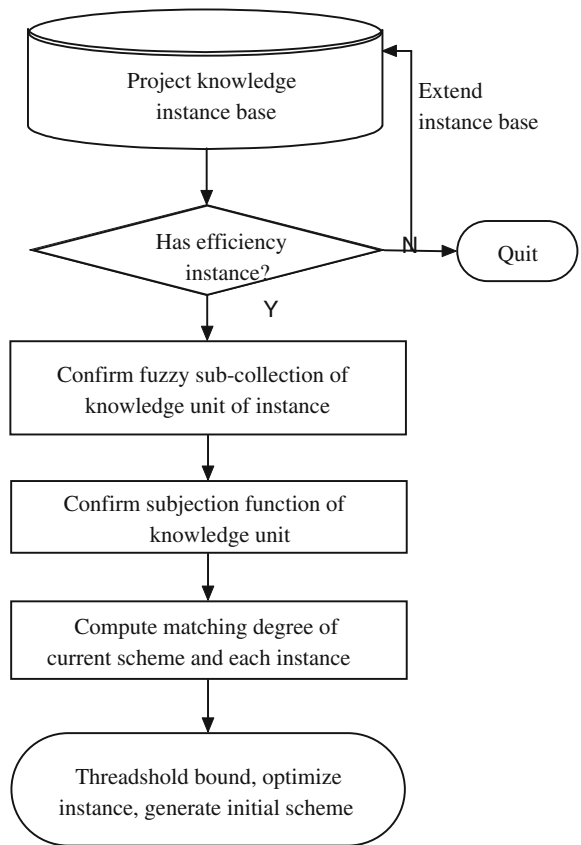 Project knowledge
instance base
Extend
instance base
Has efficiency
instance?
N
Quit
Y
Confirm fuzzy sub-collection of
knowledge unit of instance
Confirm subjection function of
knowledge unit
Compute matching degree of
current scheme and each instance
Threadshold bound, optimize
instance, generate initial scheme